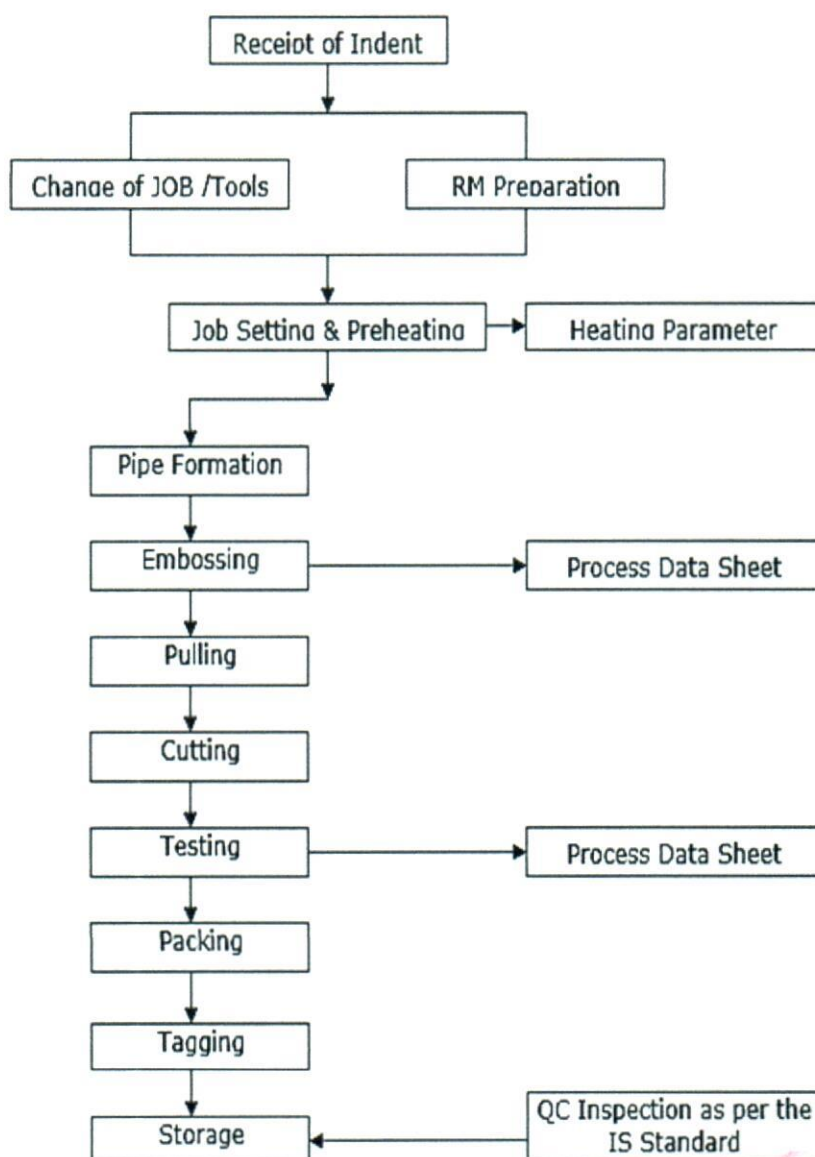 Receipt of Indent
Change of JOB /Tools
RM Preparation
Job Setting & Preheating
Heating Parameter
Pipe Formation
Embossing
Process Data Sheet
Pulling
Cutting
Testing
Process Data Sheet
Packing
Tagging
Storage
QC Inspection as per the
IS Standard